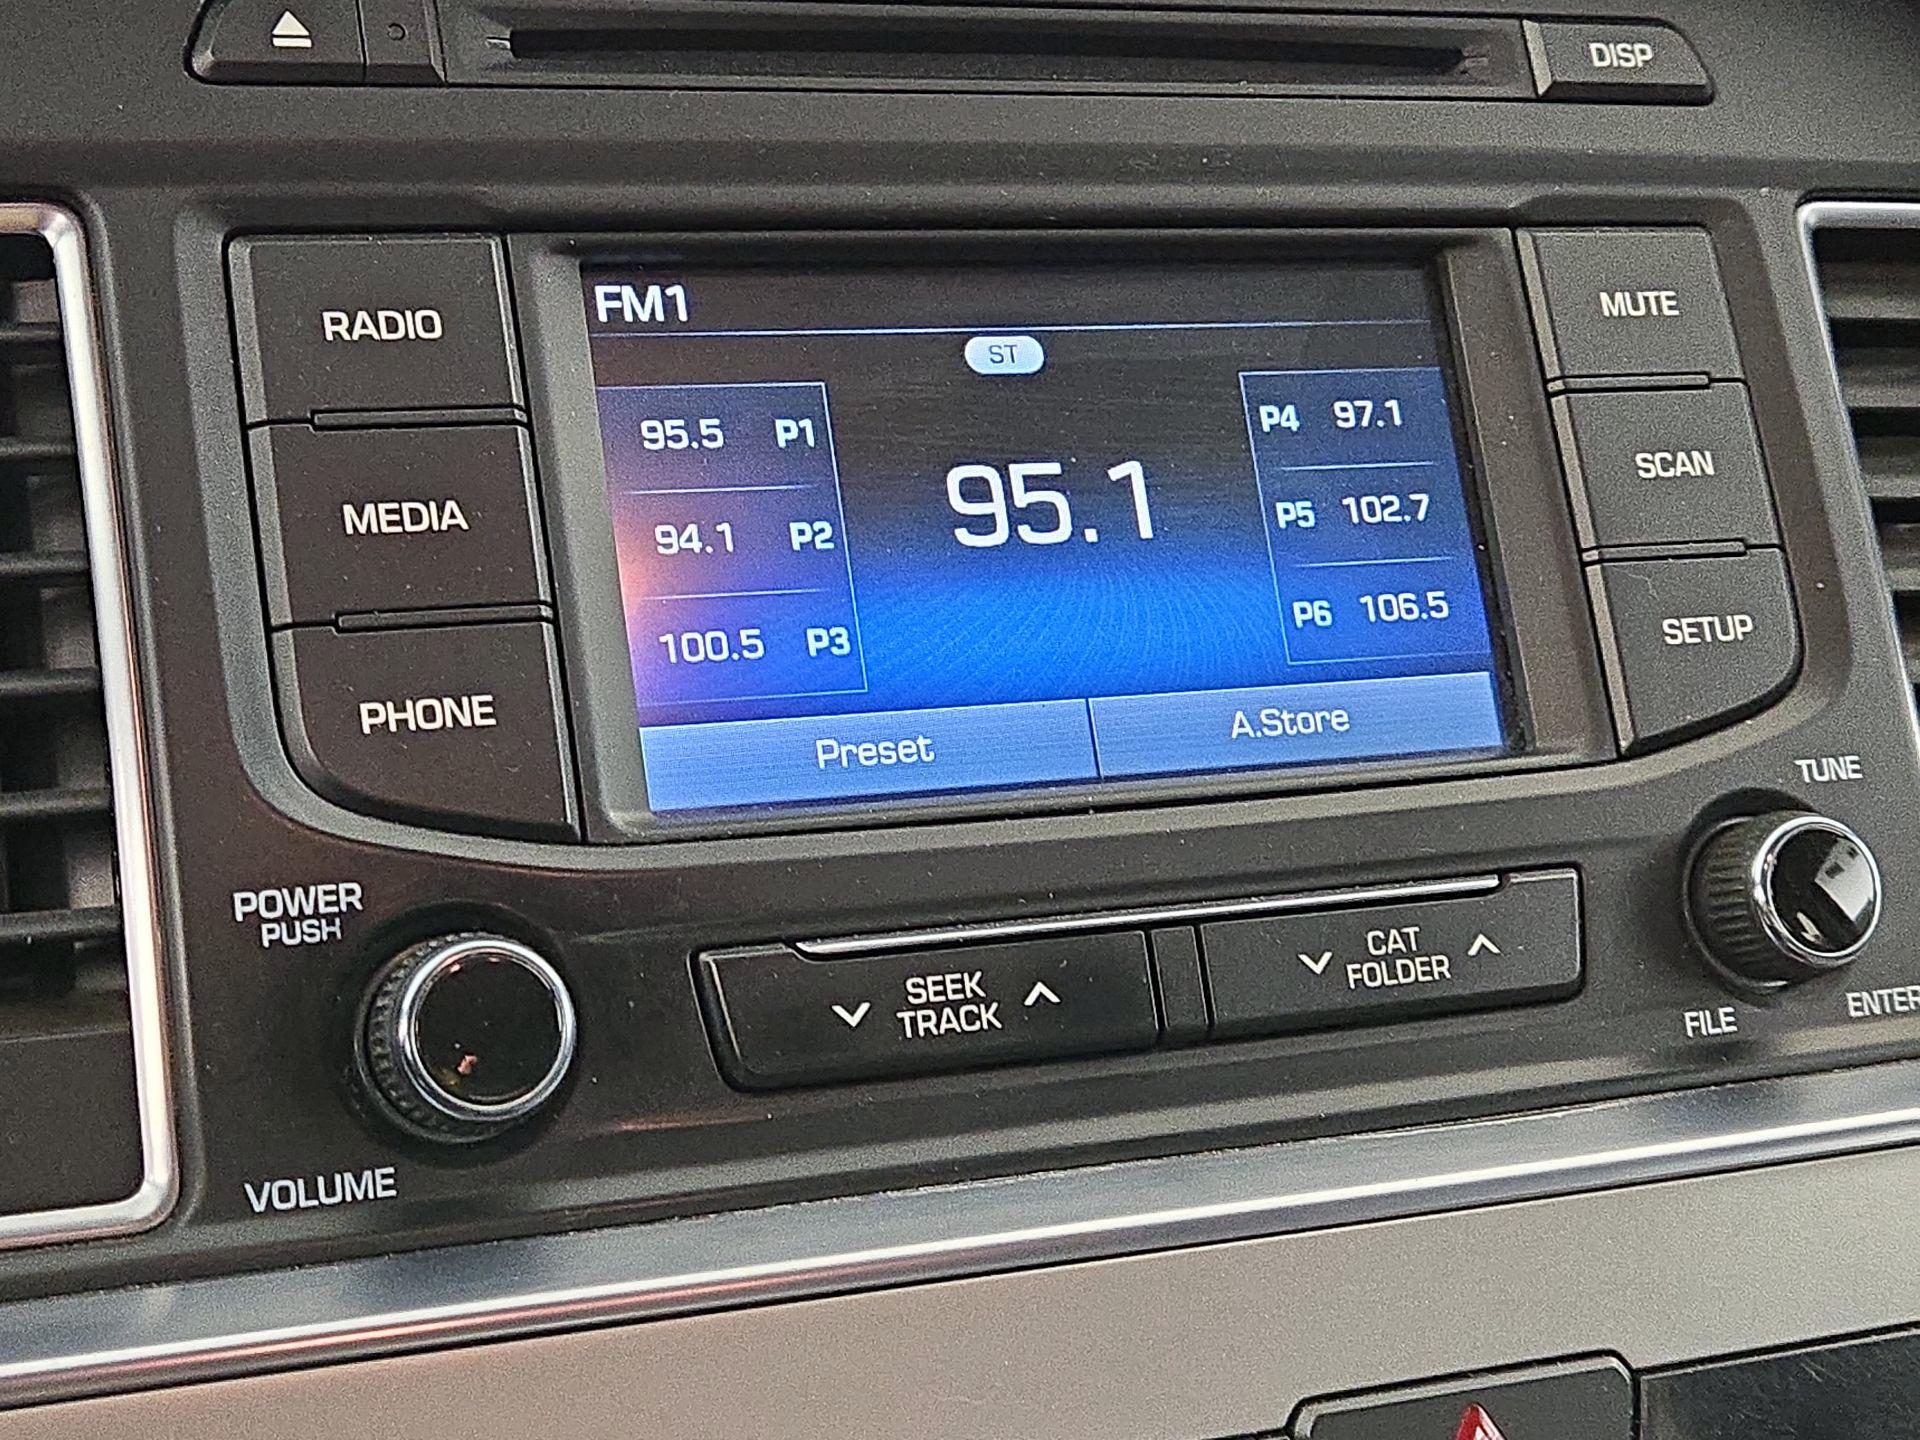 DISP
RADIO
MEDIA
PHONE
FM1
ST
95.5 P1
94.1 P2
100.5 P3
95.1
P4 97.1
P5 102.7
P6 106.5
Preset
A.Store
MUTE
SCAN
SETUP
POWER
PUSH
VOLUME
SEEK
TRACK
CAT
FOLDER
TUNE
FILE
ENTER